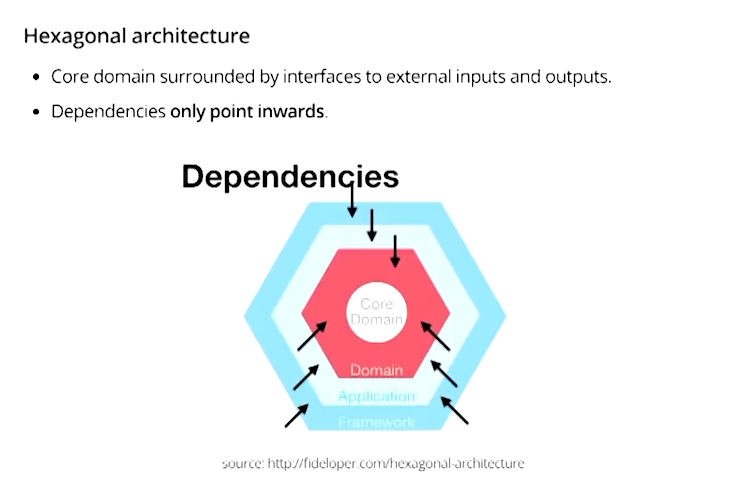 Hexagonal architecture
• Core domain surrounded by interfaces to external inputs and outputs.
• Dependencies only point inwards.
Dependencies
Core
Domain
Domain
Application
Framework
source: http://fideloper.com/hexagonal-architecture